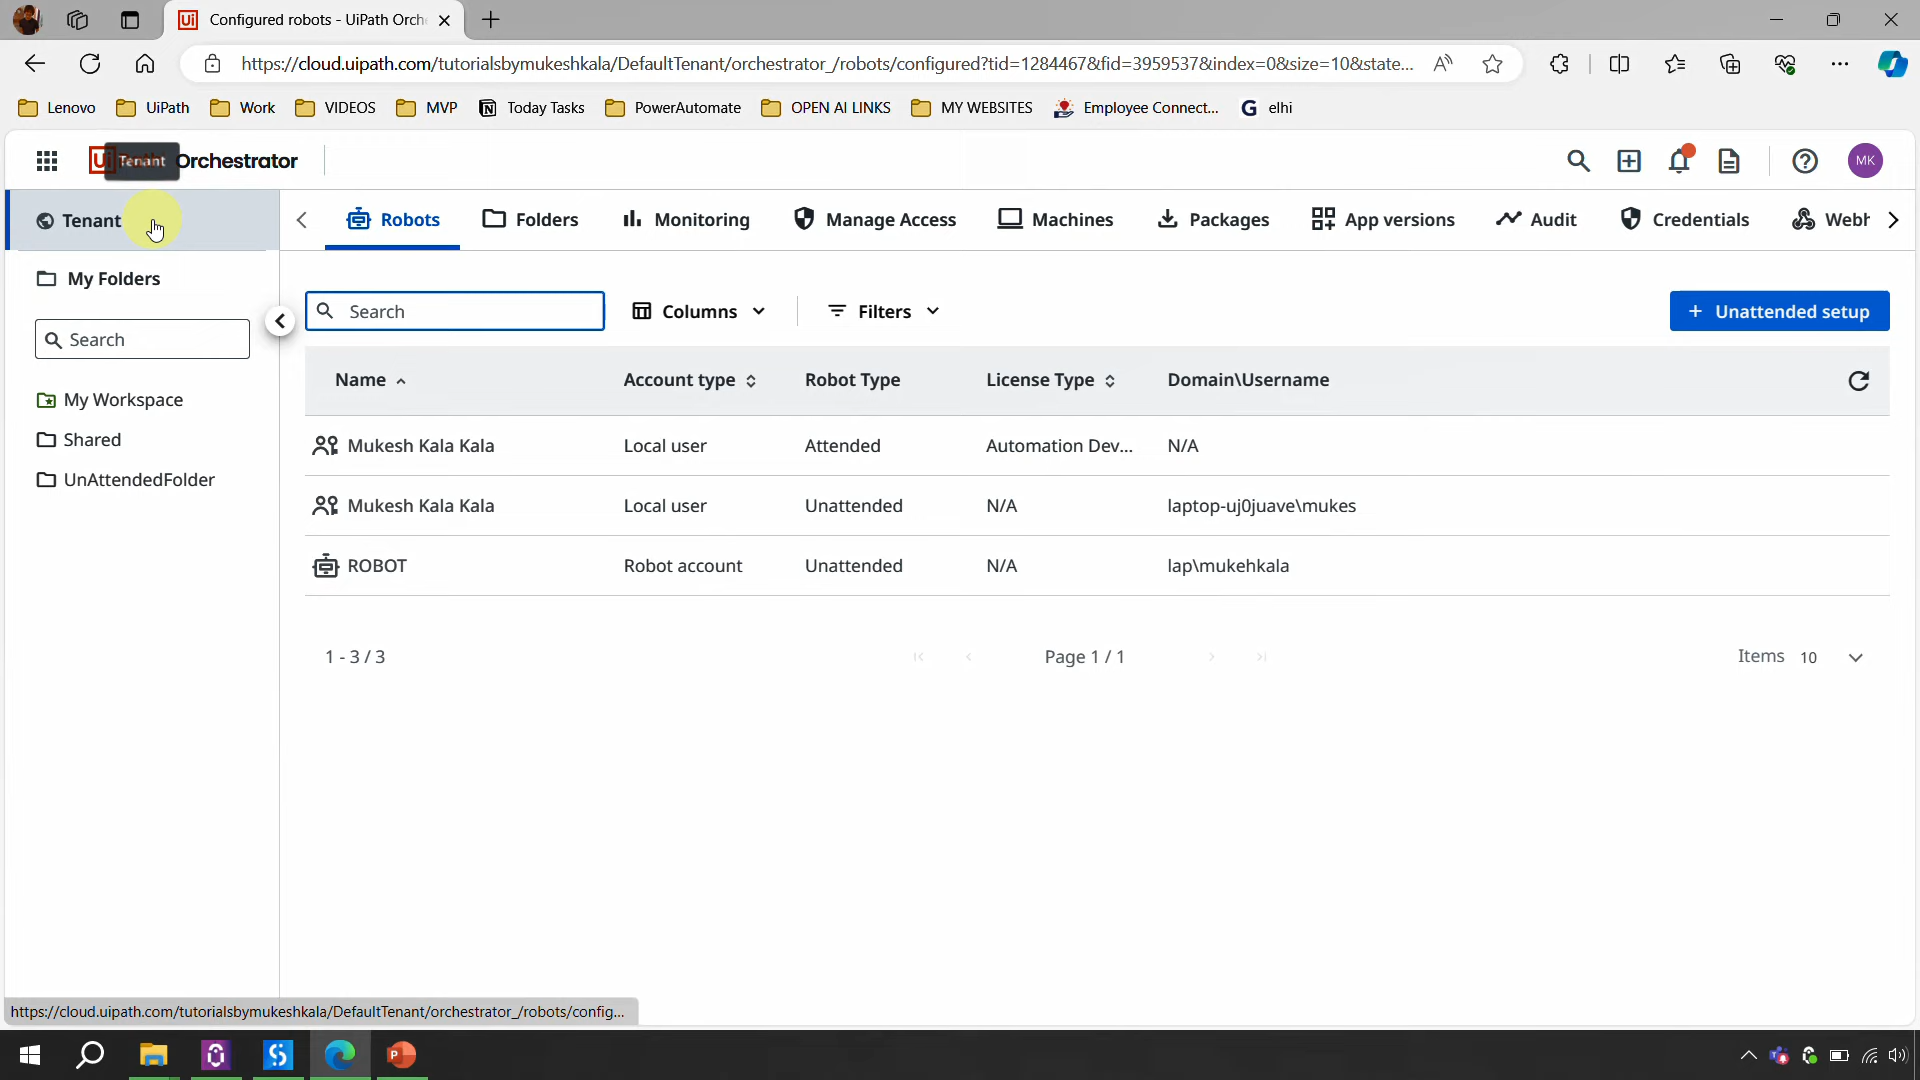 Configured robots - UiPath Orch
https://cloud.uipath.com/tutorialsbymukeshkala/DefaultTenant/orchestrator_/robots/configured?tid=1284467&fid=3959537&index=0&size=10&state...
Lenovo UiPath Work VIDEOS MVP Today Tasks PowerAutomate OPEN AI LINKS MY WEBSITES Employee Connect... elhi
Tenant Orchestrator MK
Tenant Robots Folders Monitoring Manage Access Machines Packages App versions Audit Credentials Webh
My Folders
Search Columns Filters + Unattended setup
Search
Name Account type Robot Type License Type Domain\Username
My Workspace
Shared
UnAttendedFolder
Mukesh Kala Kala Local user Attended Automation Dev... N/A
Mukesh Kala Kala Local user Unattended N/A laptop-uj0juave\mukes
ROBOT Robot account Unattended N/A lap\mukehkala
1 - 3 / 3 Page 1 / 1 Items 10
https://cloud.uipath.com/tutorialsbymukeshkala/DefaultTenant/orchestrator_/robots/config...